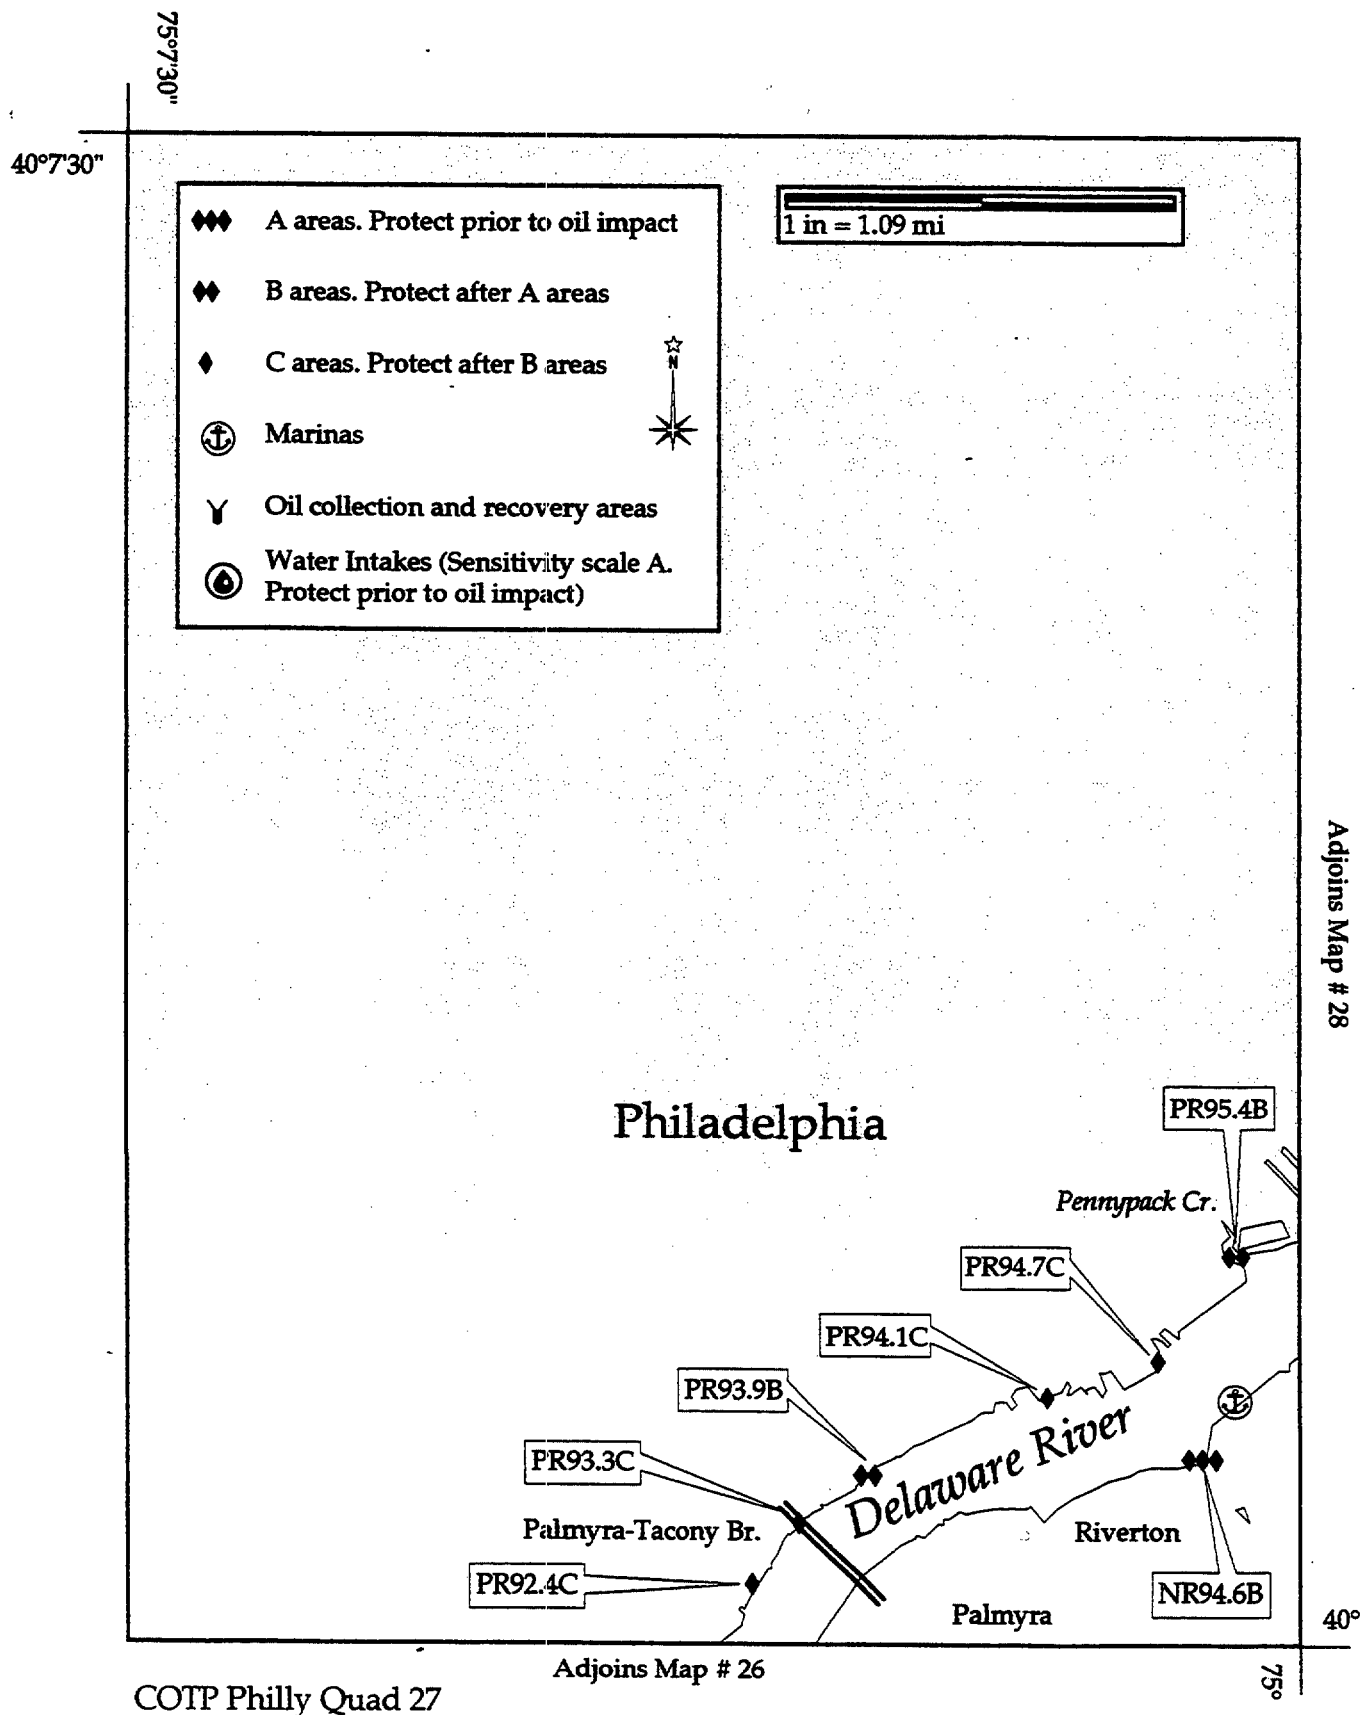 75°7'30"
40°7'30"
A areas. Protect prior to oil impact
1 in = 1.09 mi
B areas. Protect after A areas
C areas. Protect after B areas
N
Marinas
Oil collection and recovery areas
Water Intakes (Sensitivity scale A.
Protect prior to oil impact)
Adjoins Map # 28
Philadelphia
PR95.4B
Pennypack Cr.
PR94.7C
PR94.1C
PR93.9B
Delaware River
PR93.3C
Palmyra-Tacony Br.
Riverton
PR92.4C
NR94.6B
Palmyra
40°
Adjoins Map # 26
75°
COTP Philly Quad 27